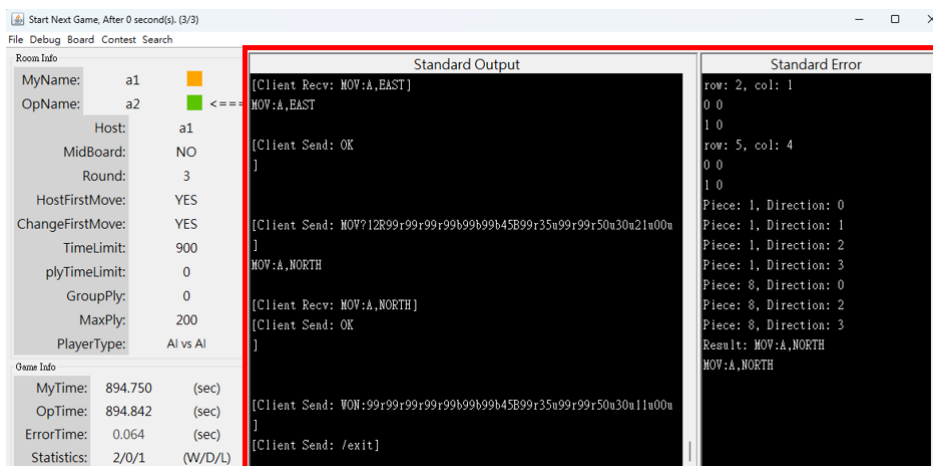 Start Next Game, After 0 second(s). (3/3)
File Debug Board Contest Search
Room Info
MyName: a1
OpName: a2 <===
Host: a1
MidBoard: NO
Round: 3
HostFirstMove: YES
ChangeFirstMove: YES
TimeLimit: 900
plyTimeLimit: 0
GroupPly: 0
MaxPly: 200
PlayerType: AI vs AI
Game Info
MyTime: 894.750 (sec)
OpTime: 894.842 (sec)
ErrorTime: 0.064 (sec)
Statistics: 2/0/1 (W/D/L)
Standard Output
[Client Recv: MOV:A,EAST]
MOV:A,EAST
[Client Send: OK
]
[Client Send: MOV?12R99r99r99r99b99b99b45B99r35u99r99r50u30u21u00u
]
MOV:A,NORTH
[Client Recv: MOV:A,NORTH]
[Client Send: OK
]
[Client Send: WON:99r99r99r99b99b99b45B99r35u99r99r50u30u11u00u
]
[Client Send: /exit]
Standard Error
row: 2, col: 1
0 0
1 0
row: 5, col: 4
0 0
1 0
Piece: 1, Direction: 0
Piece: 1, Direction: 1
Piece: 1, Direction: 2
Piece: 1, Direction: 3
Piece: 8, Direction: 0
Piece: 8, Direction: 2
Piece: 8, Direction: 3
Result: MOV:A,NORTH
MOV:A,NORTH